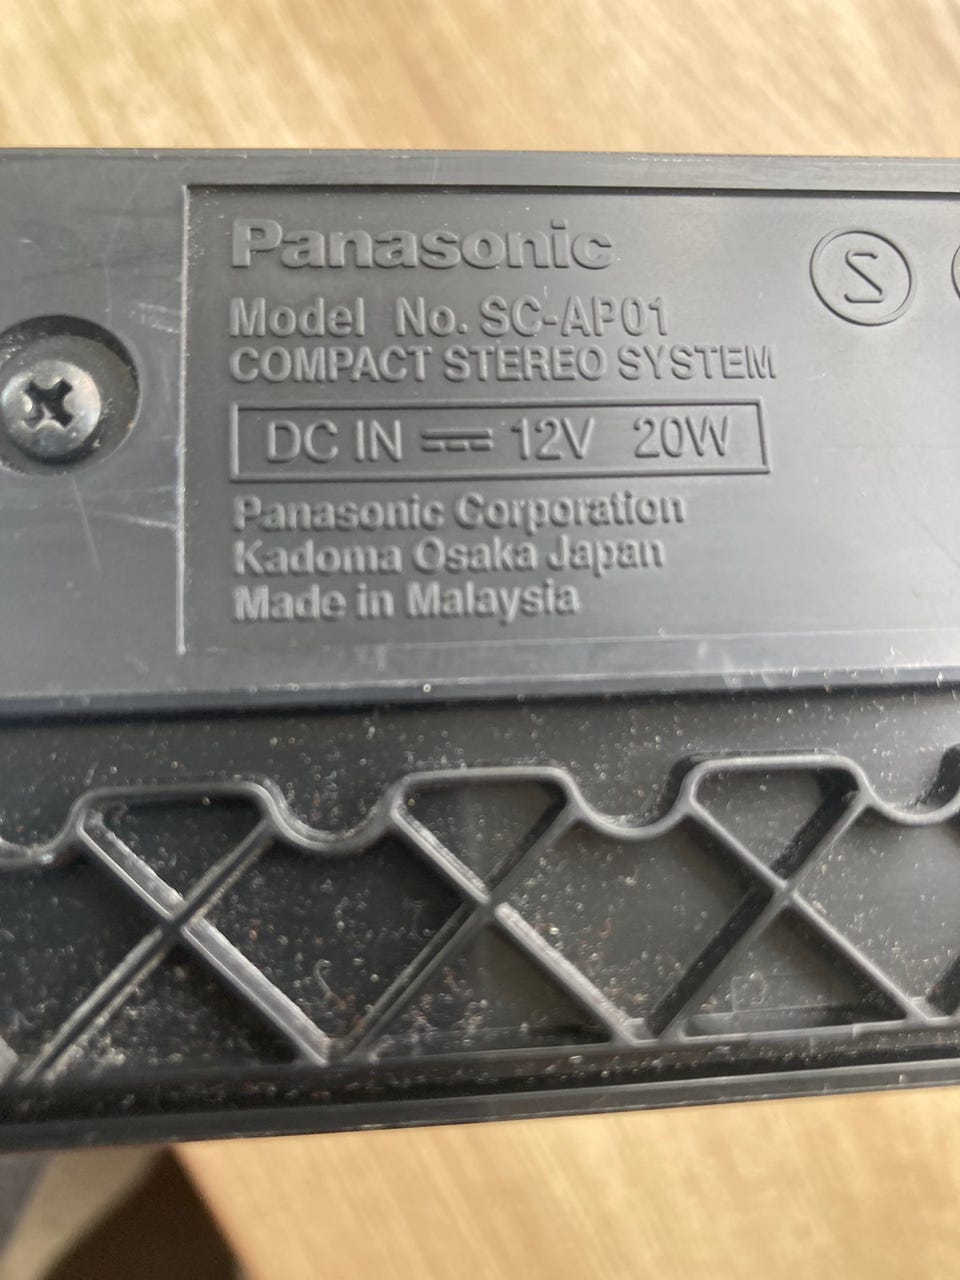 Panasonic
Model No. SC-AP01
COMPACT STEREO SYSTEM
DC IN ⎓ 12V 20W
Panasonic Corporation
Kadoma Osaka Japan
Made in Malaysia